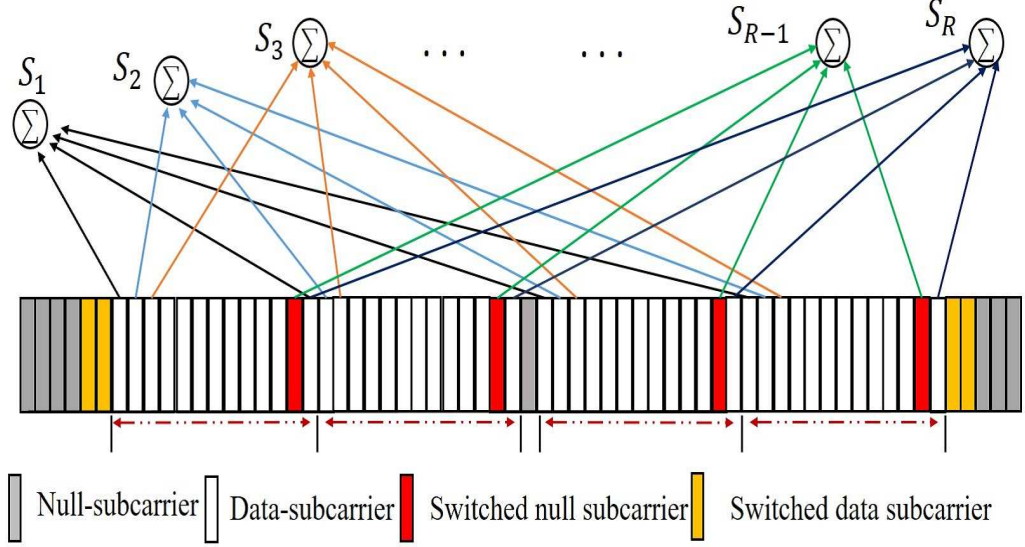 S_1 S_2 S_3 ... ... S_{R-1} S_R
Σ Σ Σ Σ Σ
Null-subcarrier Data-subcarrier Switched null subcarrier Switched data subcarrier